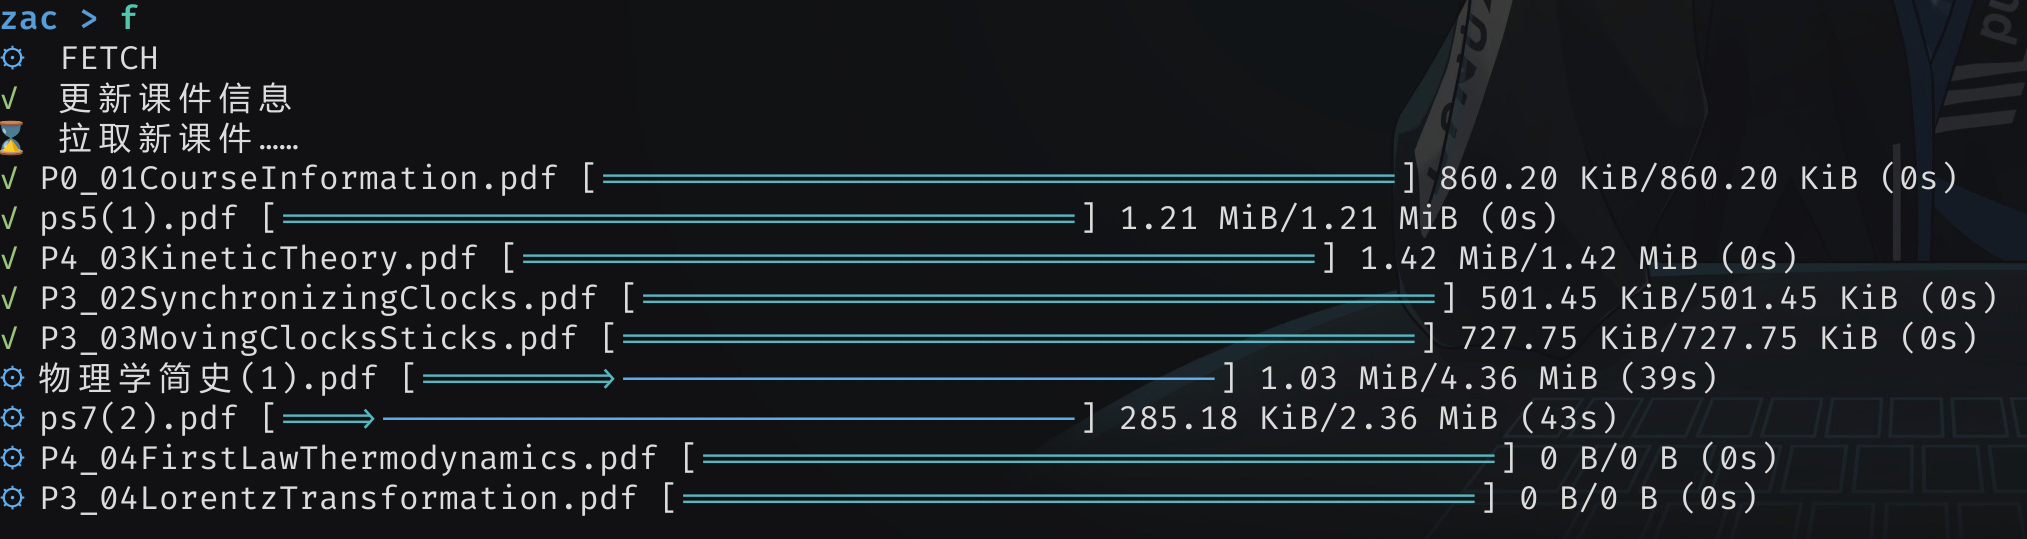 zac > f
FETCH
√ 更新课件信息
⌛ 拉取新课件……
√ P0_01CourseInformation.pdf [════════════════════] 860.20 KiB/860.20 KiB (0s)
√ ps5(1).pdf [════════════════════] 1.21 MiB/1.21 MiB (0s)
√ P4_03KineticTheory.pdf [════════════════════] 1.42 MiB/1.42 MiB (0s)
√ P3_02SynchronizingClocks.pdf [════════════════════] 501.45 KiB/501.45 KiB (0s)
√ P3_03MovingClocksSticks.pdf [════════════════════] 727.75 KiB/727.75 KiB (0s)
物理学简史(1).pdf [════>───────────────] 1.03 MiB/4.36 MiB (39s)
ps7(2).pdf [══>─────────────────] 285.18 KiB/2.36 MiB (43s)
P4_04FirstLawThermodynamics.pdf [════════════════════] 0 B/0 B (0s)
P3_04LorentzTransformation.pdf [════════════════════] 0 B/0 B (0s)